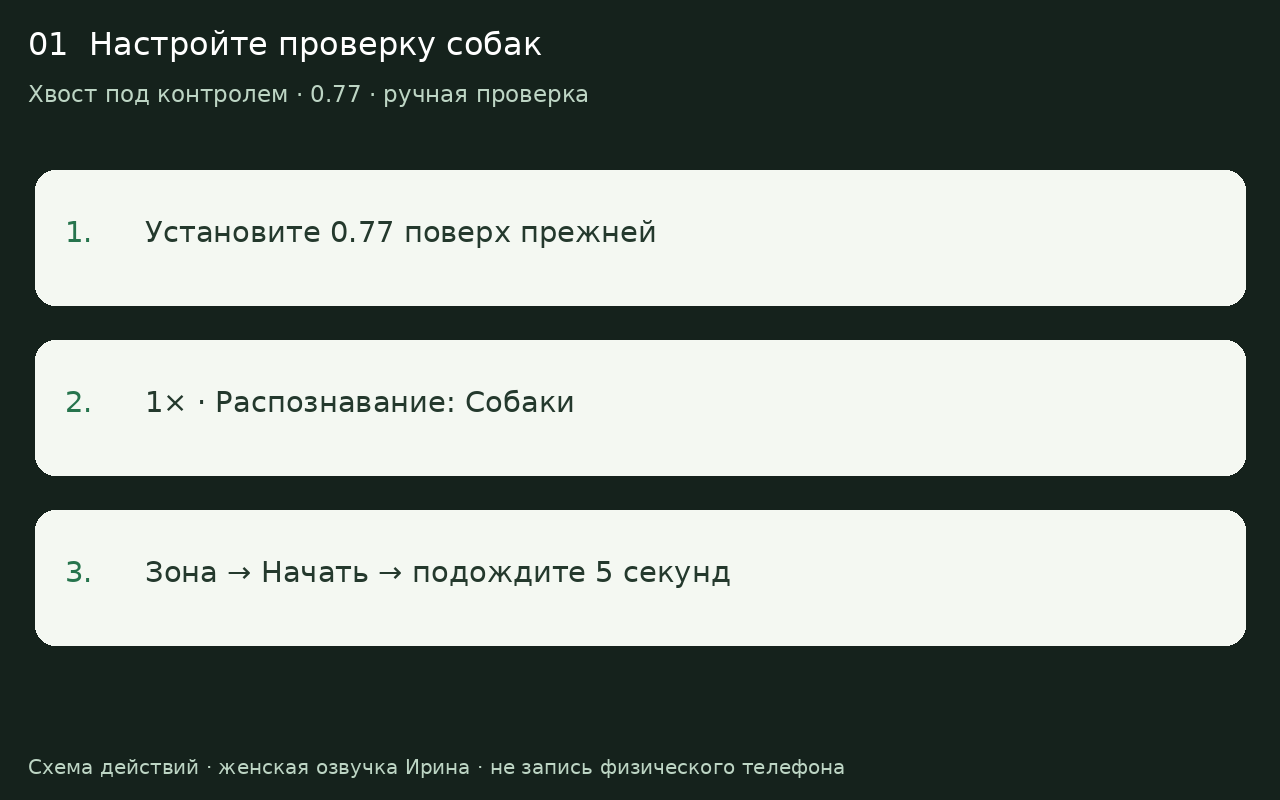 01 Настройте проверку собак
Хвост под контролем · 0.77 · ручная проверка
1. Установите 0.77 поверх прежней
2. 1× · Распознавание: Собаки
3. Зона → Начать → подождите 5 секунд
Схема действий · женская озвучка Ирина · не запись физического телефона